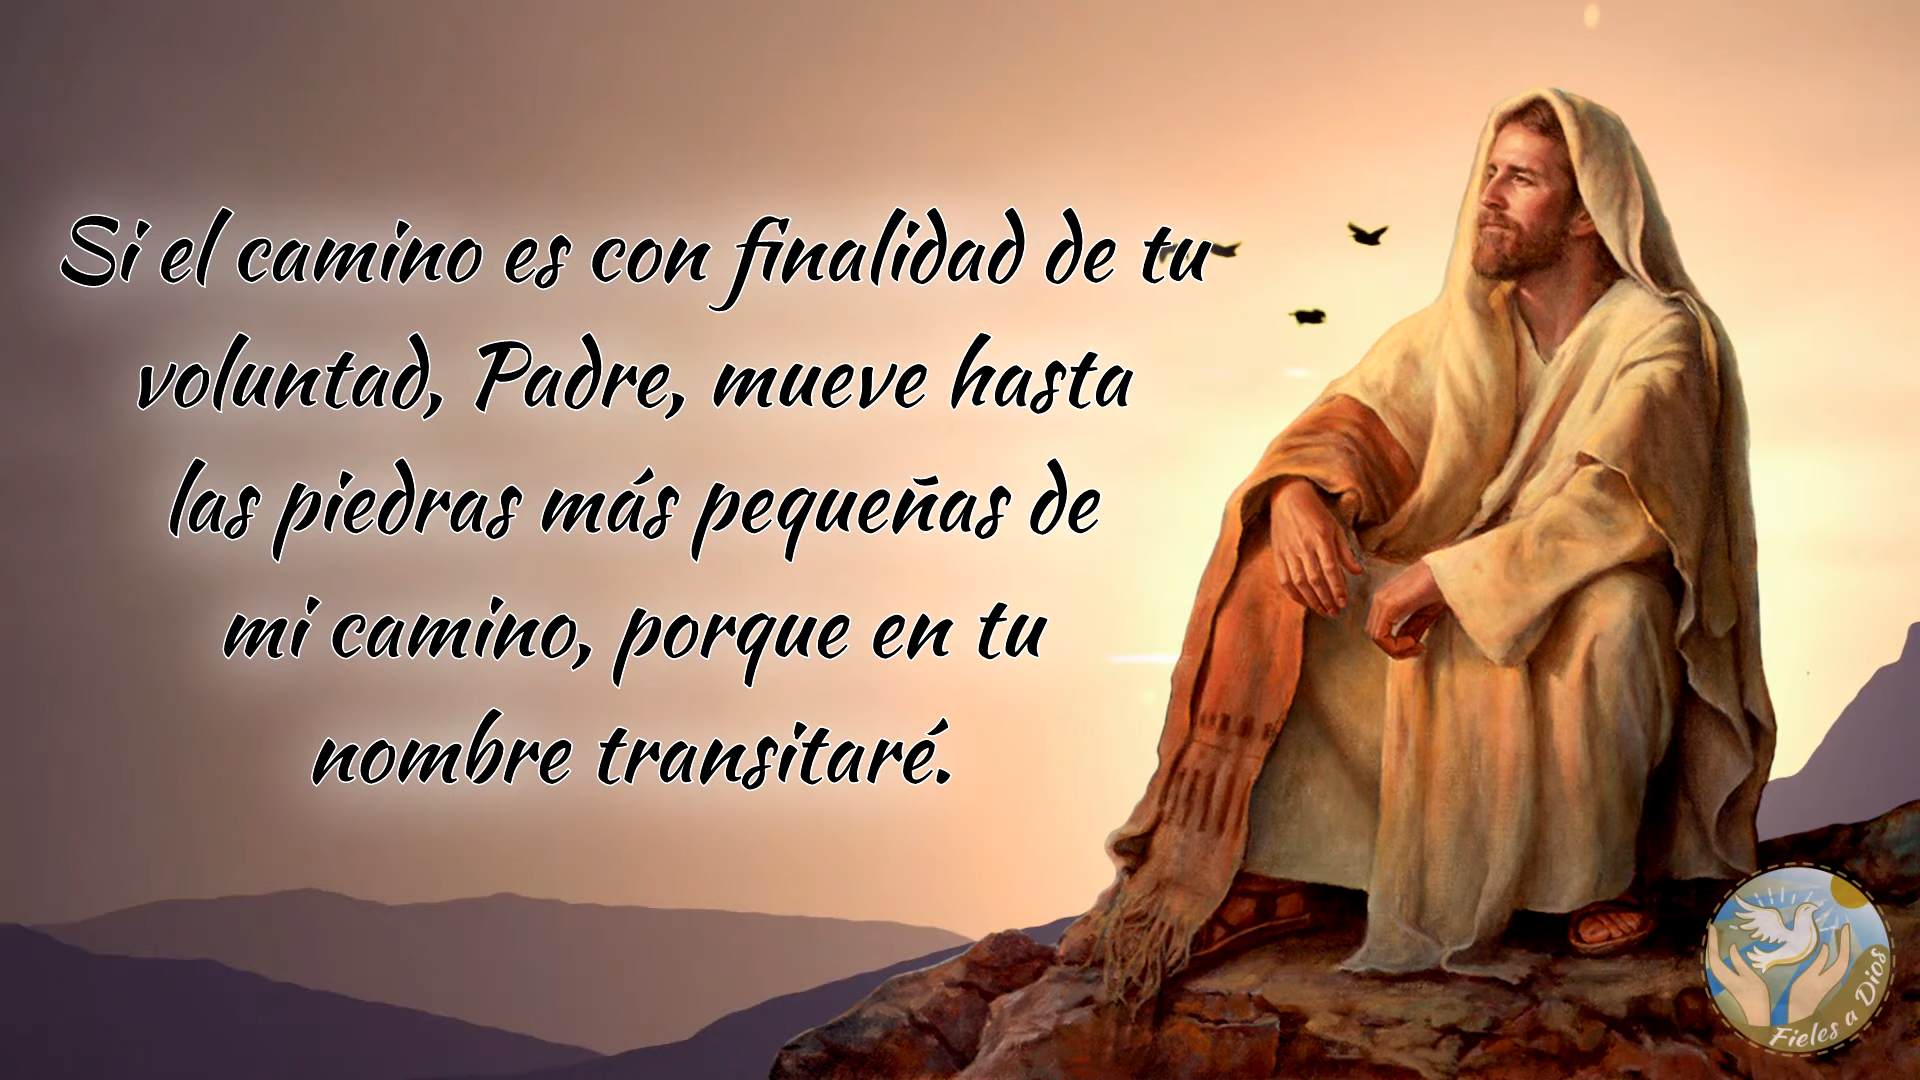 Si el camino es con finalidad de tu
voluntad, Padre, mueve hasta
las piedras más pequeñas de
mi camino, porque en tu
nombre transitaré.
Fieles a Dios